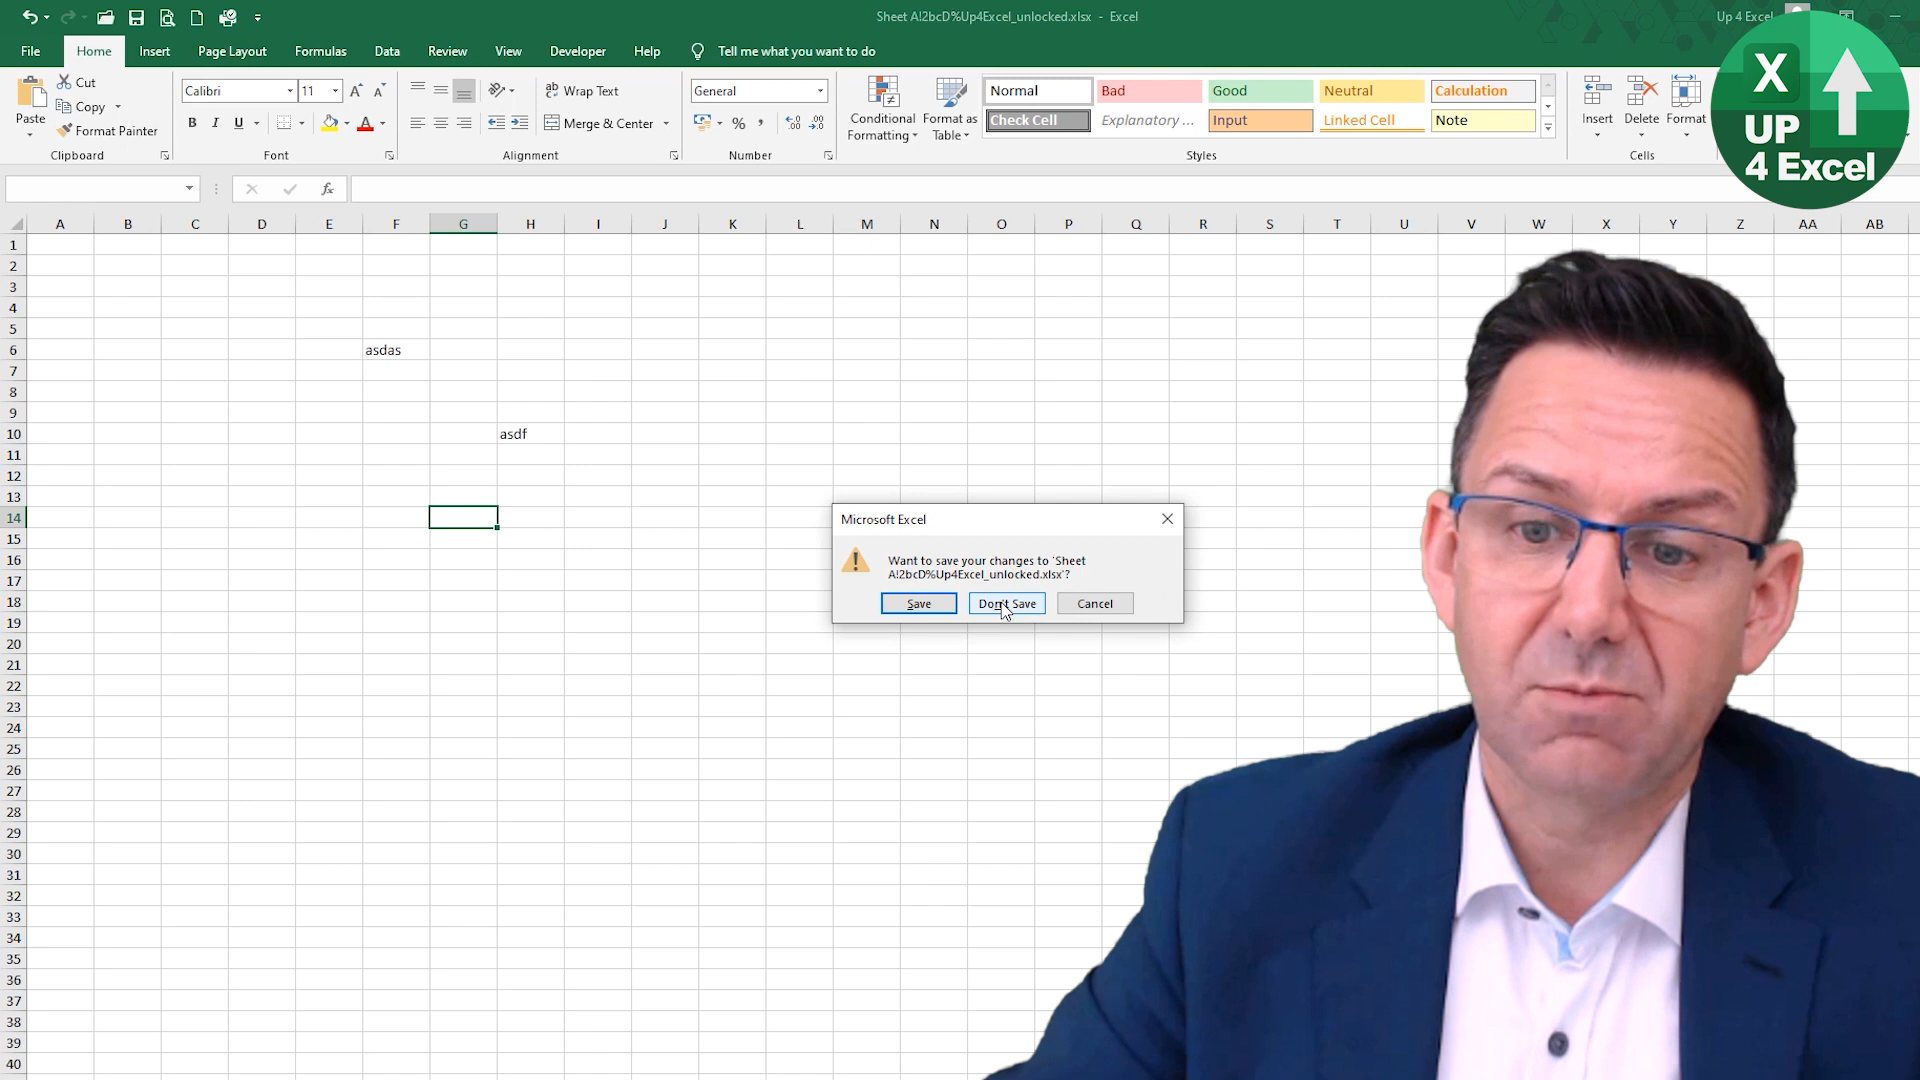 Sheet A!2bcD%Up4Excel_unlocked.xlsx - Excel
Up 4 Excel
File Home Insert Page Layout Formulas Data Review View Developer Help Tell me what you want to do
X
UP
4 Excel
Paste
Cut
Copy
Format Painter
Clipboard
Calibri 11
B I U
Font
Wrap Text
Merge & Center
Alignment
General
%
Number
Conditional Formatting
Format as Table
Normal Bad Good Neutral Calculation
Check Cell Explanatory ... Input Linked Cell Note
Styles
Insert Delete Format
Cells
fx
A B C D E F G H I J K L M N O P Q R S T U V W X Y Z AA AB
1
2
3
4
5
6 asdas
7
8
9
10 asdf
11
12
13
14
15
16
17
18
19
20
21
22
23
24
25
26
27
28
29
30
31
32
33
34
35
36
37
38
39
40
Microsoft Excel
Want to save your changes to 'Sheet
A!2bcD%Up4Excel_unlocked.xlsx'?
Save Don't Save Cancel